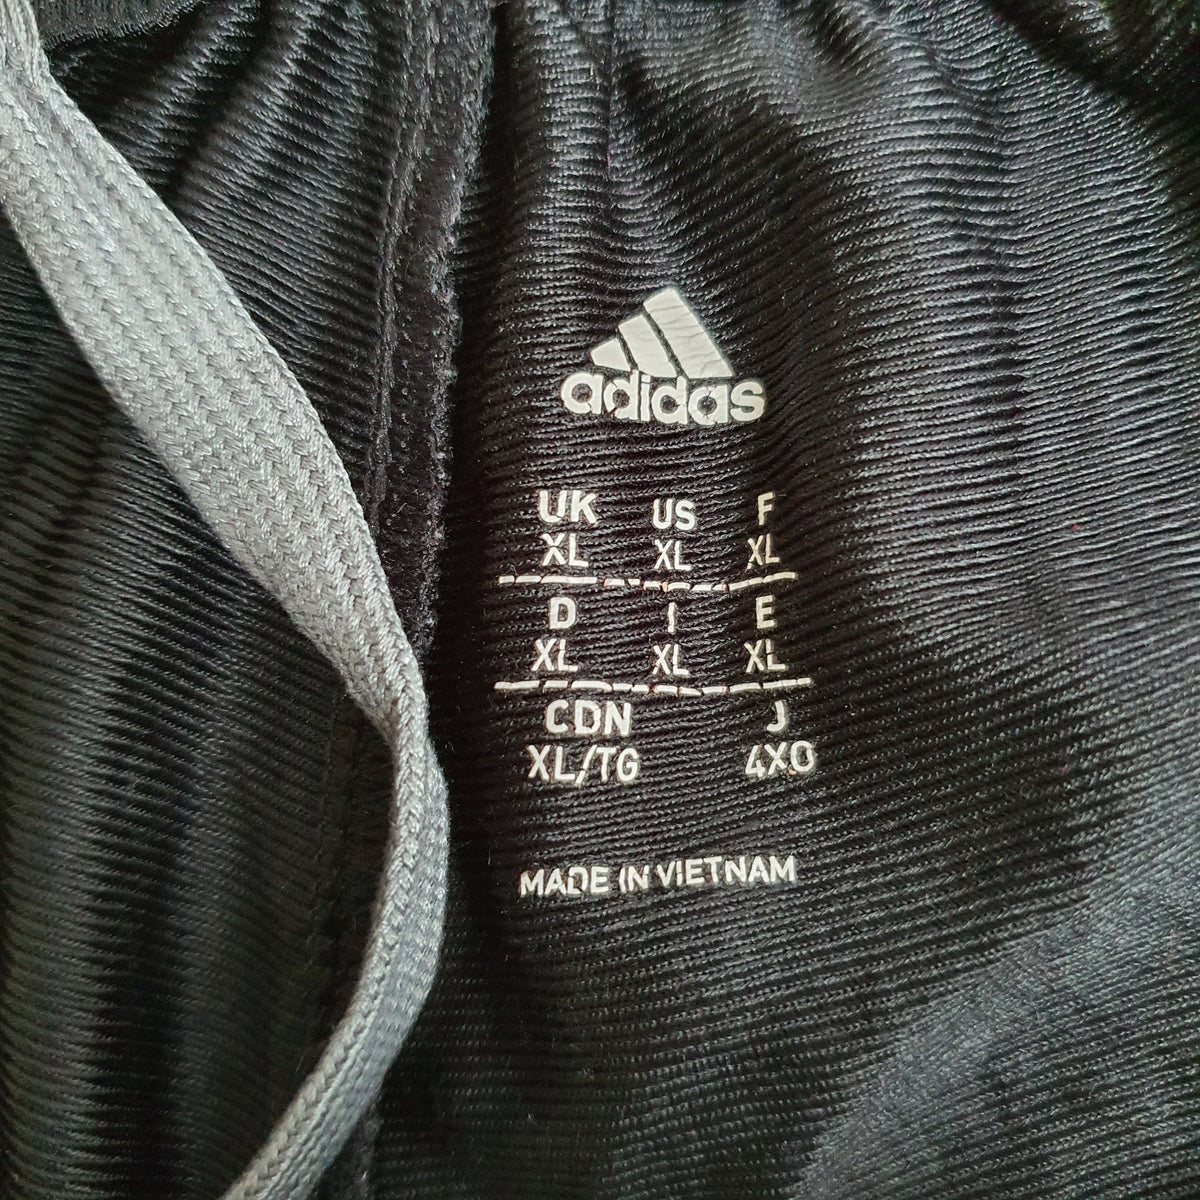 adidas
UK US F
XL XL XL
D I E
XL XL XL
CDN J
XL/TG 4XO
MADE IN VIETNAM